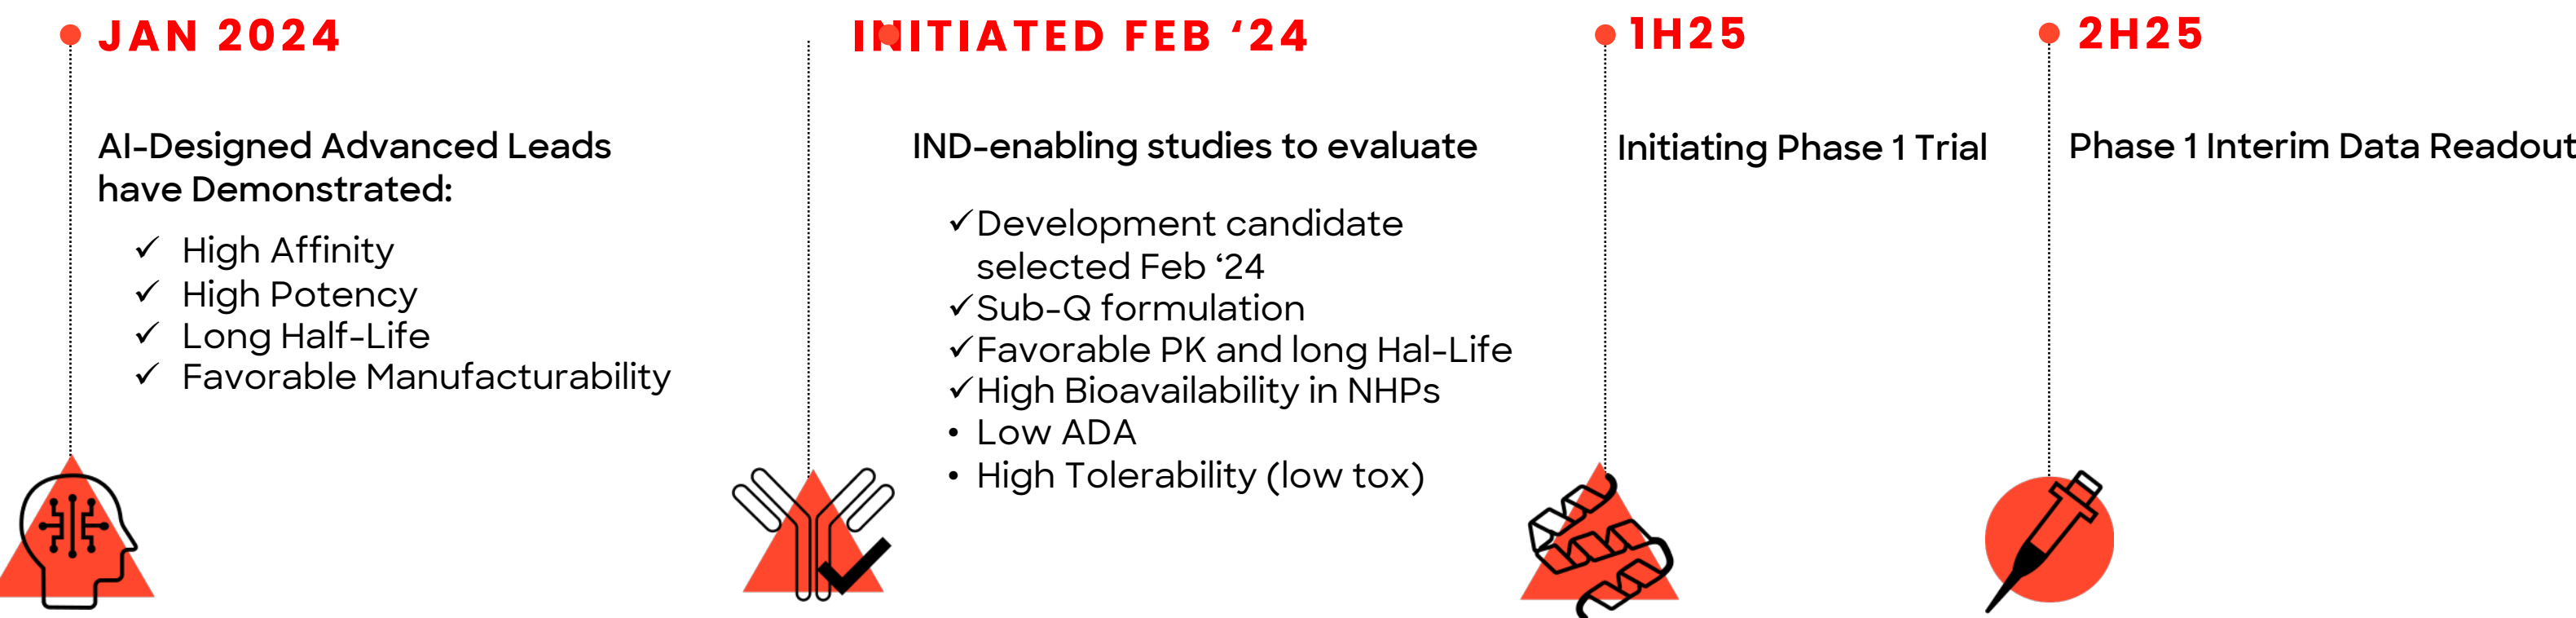 JAN 2024
AI-Designed Advanced Leads
have Demonstrated:
✓ High Affinity
✓ High Potency
✓ Long Half-Life
✓ Favorable Manufacturability
INITIATED FEB ‘24
IND-enabling studies to evaluate
✓Development candidate
selected Feb ‘24
✓Sub-Q formulation
✓Favorable PK and long Hal-Life
✓High Bioavailability in NHPs
• Low ADA
• High Tolerability (low tox)
1H25
Initiating Phase 1 Trial
2H25
Phase 1 Interim Data Readout